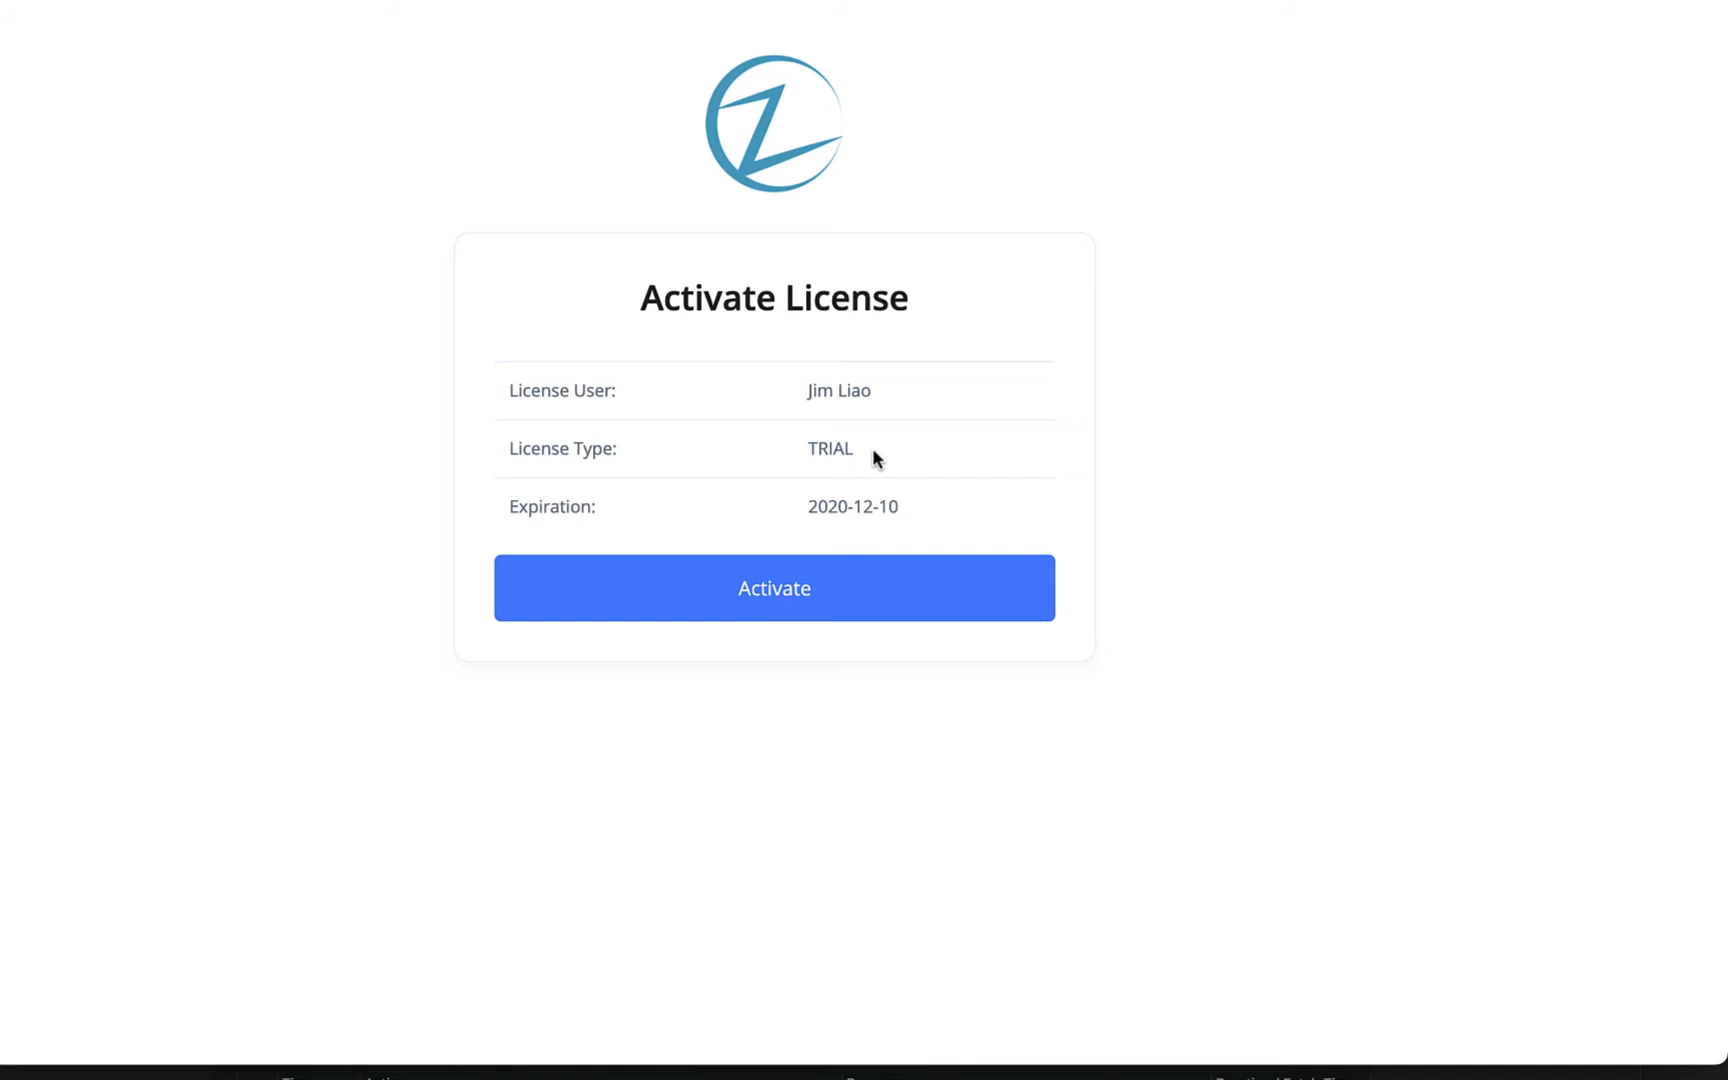 Activate License
License User: Jim Liao
License Type: TRIAL
Expiration: 2020-12-10
Activate